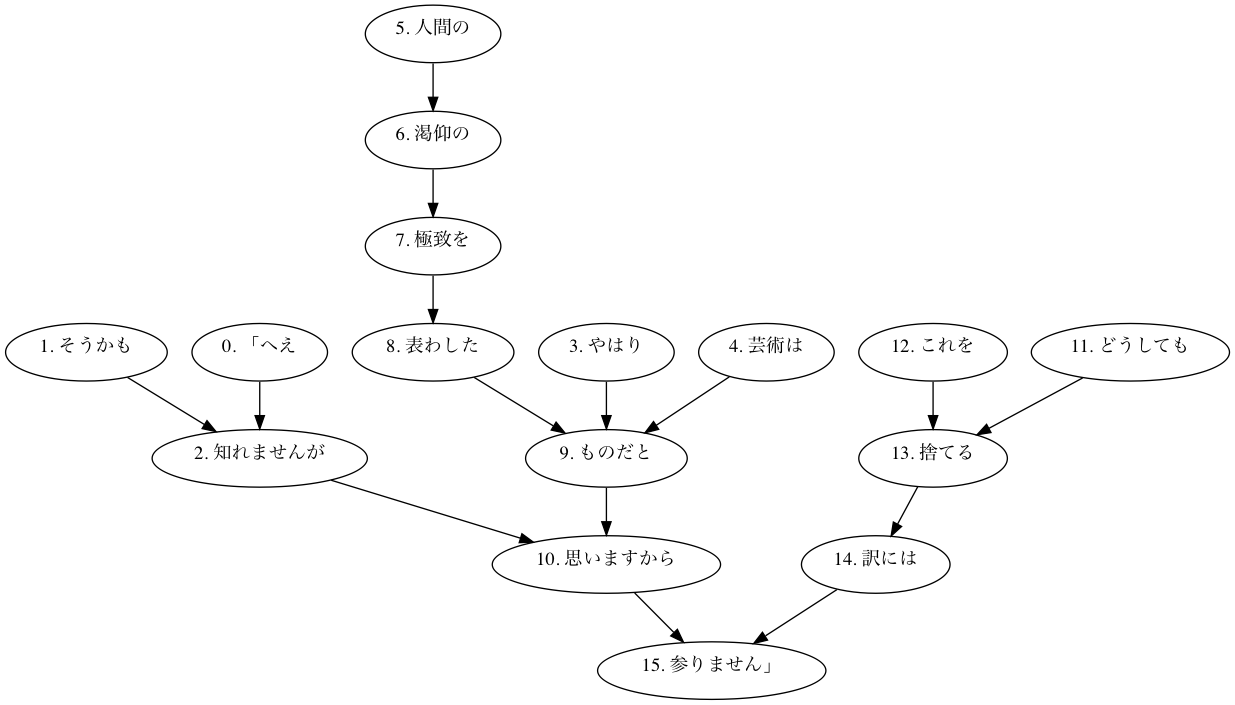 5. 人間の
6. 渇仰の
7. 極致を
1. そうかも
0. 「へえ
8. 表わした
3. やはり
4. 芸術は
12. これを
11. どうしても
2. 知れませんが
9. ものだと
13. 捨てる
10. 思いますから
14. 訳には
15. 参りません」